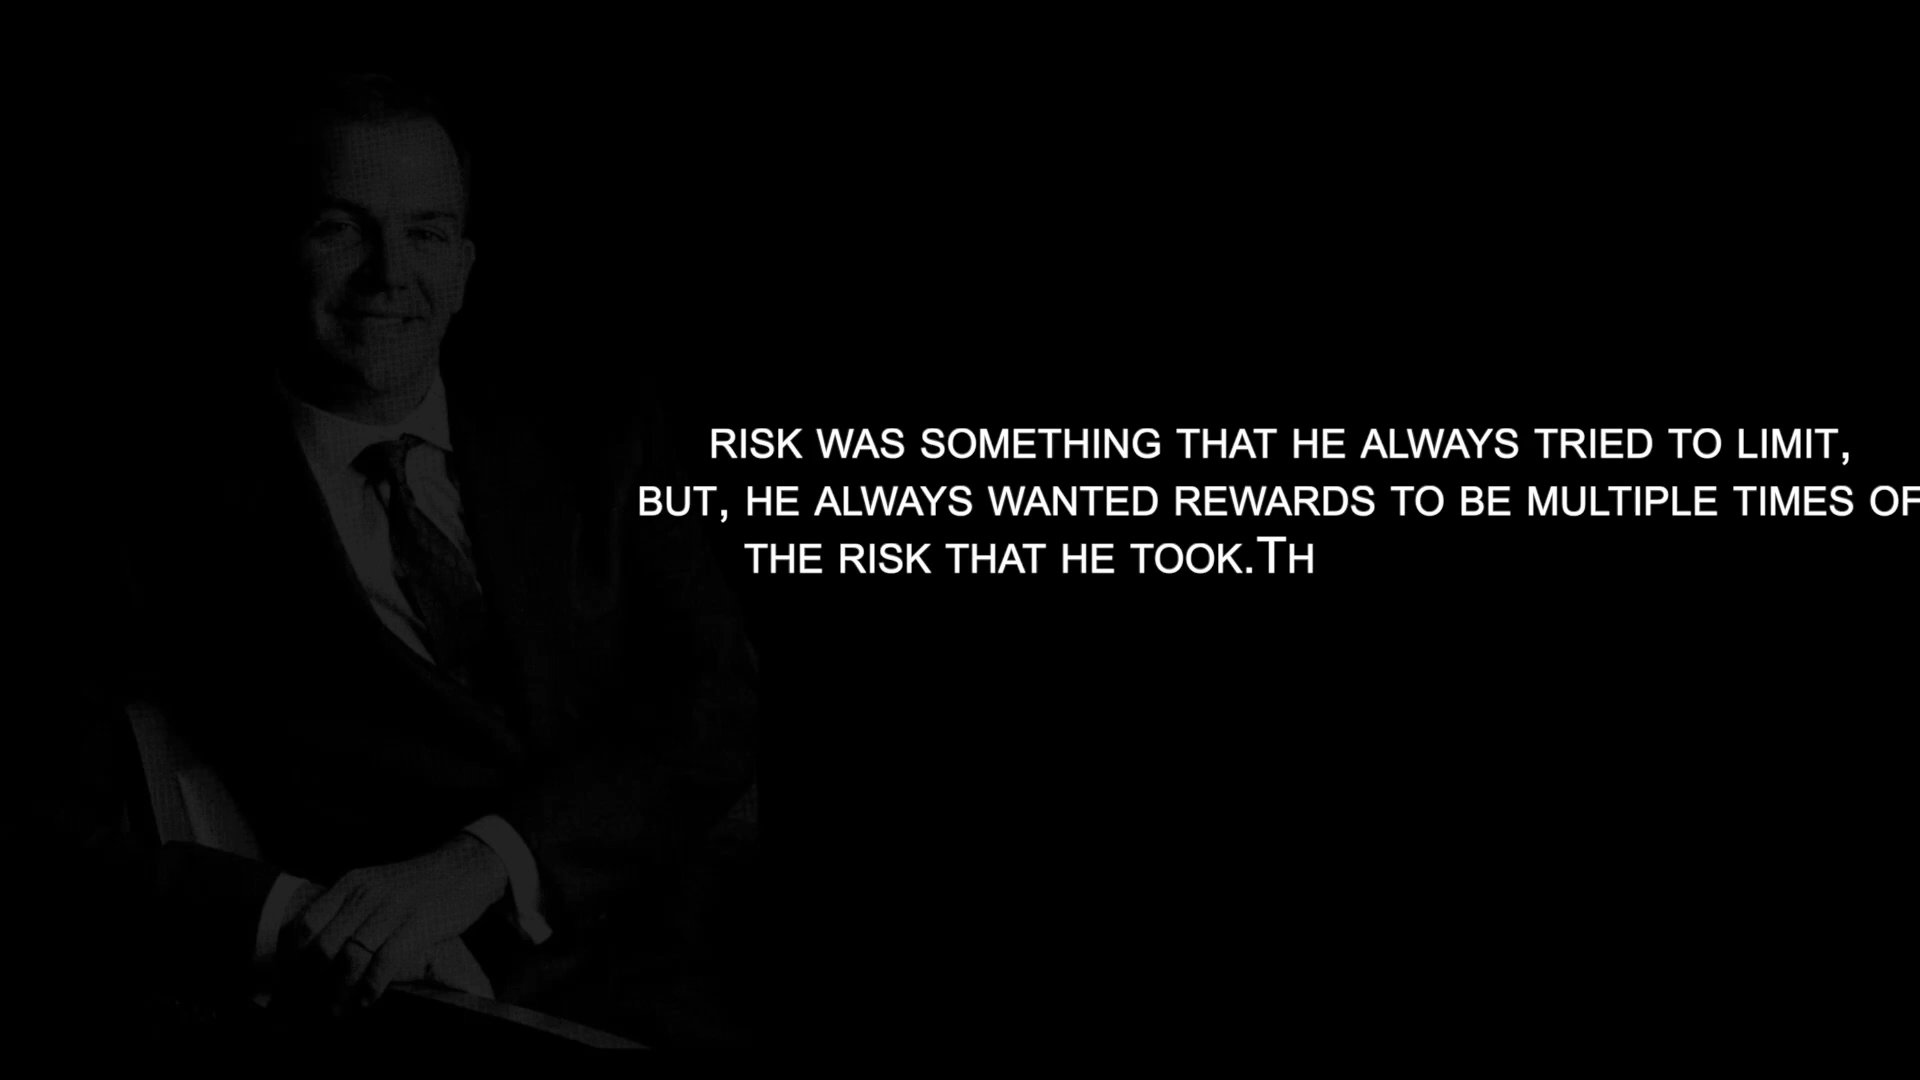 RISK WAS SOMETHING THAT HE ALWAYS TRIED TO LIMIT,
BUT, HE ALWAYS WANTED REWARDS TO BE MULTIPLE TIMES OF
THE RISK THAT HE TOOK.TH